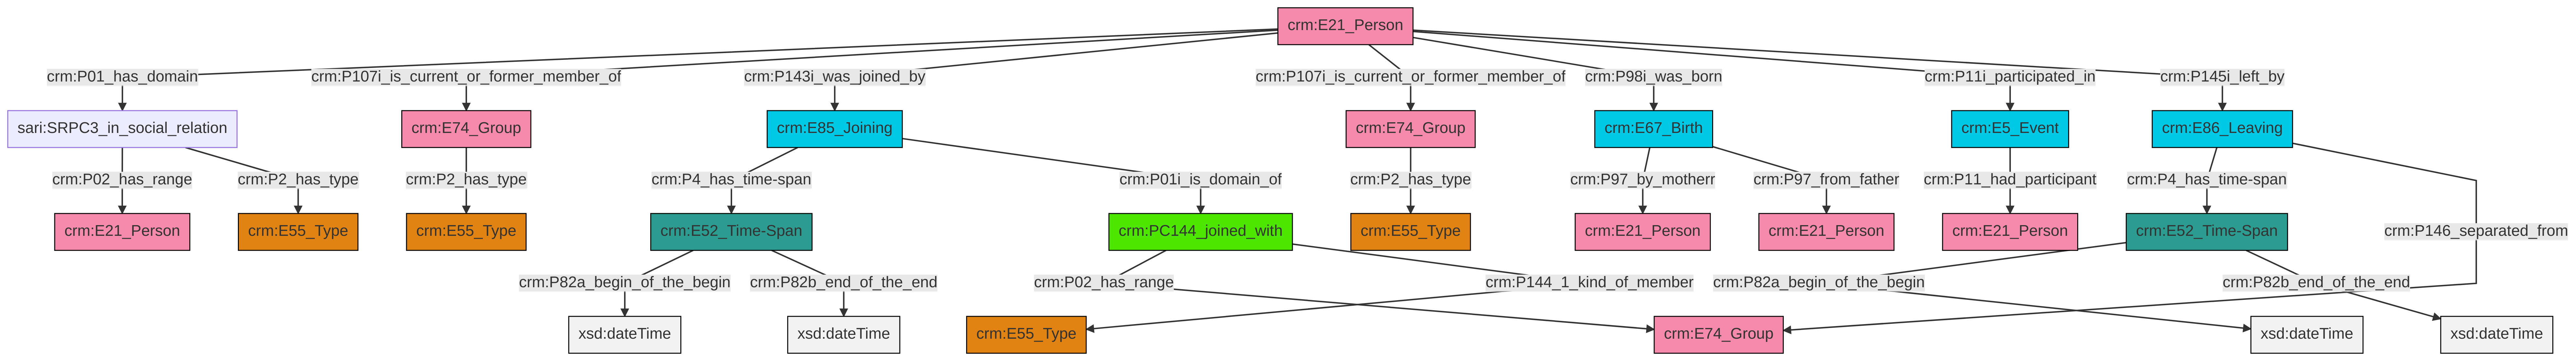 crm:E21_Person
crm:P01_has_domain
crm:P107i_is_current_or_former_member_of
crm:P143i_was_joined_by
crm:P107i_is_current_or_former_member_of
crm:P98i_was_born
crm:P11i_participated_in
crm:P145i_left_by
sari:SRPC3_in_social_relation
crm:E74_Group
crm:E85_Joining
crm:E74_Group
crm:E67_Birth
crm:E5_Event
crm:E86_Leaving
crm:P02_has_range
crm:P2_has_type
crm:P2_has_type
crm:P4_has_time-span
crm:P01i_is_domain_of
crm:P2_has_type
crm:P97_by_motherr
crm:P97_from_father
crm:P11_had_participant
crm:P4_has_time-span
crm:E21_Person
crm:E55_Type
crm:E55_Type
crm:E52_Time-Span
crm:PC144_joined_with
crm:E55_Type
crm:E21_Person
crm:E21_Person
crm:E21_Person
crm:E52_Time-Span
crm:P146_separated_from
crm:P82a_begin_of_the_begin
crm:P82b_end_of_the_end
crm:P02_has_range
crm:P144_1_kind_of_member
crm:P82a_begin_of_the_begin
crm:P82b_end_of_the_end
xsd:dateTime
xsd:dateTime
crm:E55_Type
crm:E74_Group
xsd:dateTime
xsd:dateTime